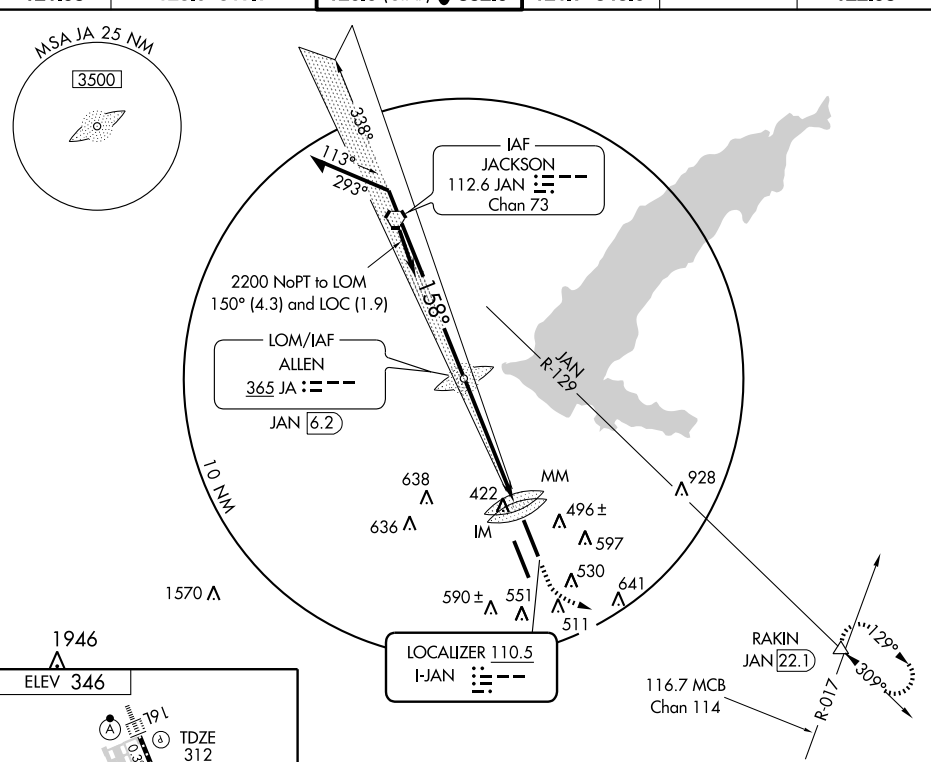 MSA JA 25 NM
3500
338°
113°
293°
IAF
JACKSON
112.6 JAN
Chan 73
2200 NoPT to LOM
150° (4.3) and LOC (1.9)
158°
LOM/IAF
ALLEN
365 JA
JAN 6.2
JAN
R-129
10 NM
638
636
422
MM
IM
496 ±
597
928
530
641
1570
590 ±
551
511
1946
LOCALIZER 110.5
I-JAN
RAKIN
JAN 22.1
129°
309°
116.7 MCB
Chan 114
R-017
ELEV 346
A
16L
P
TDZE
312